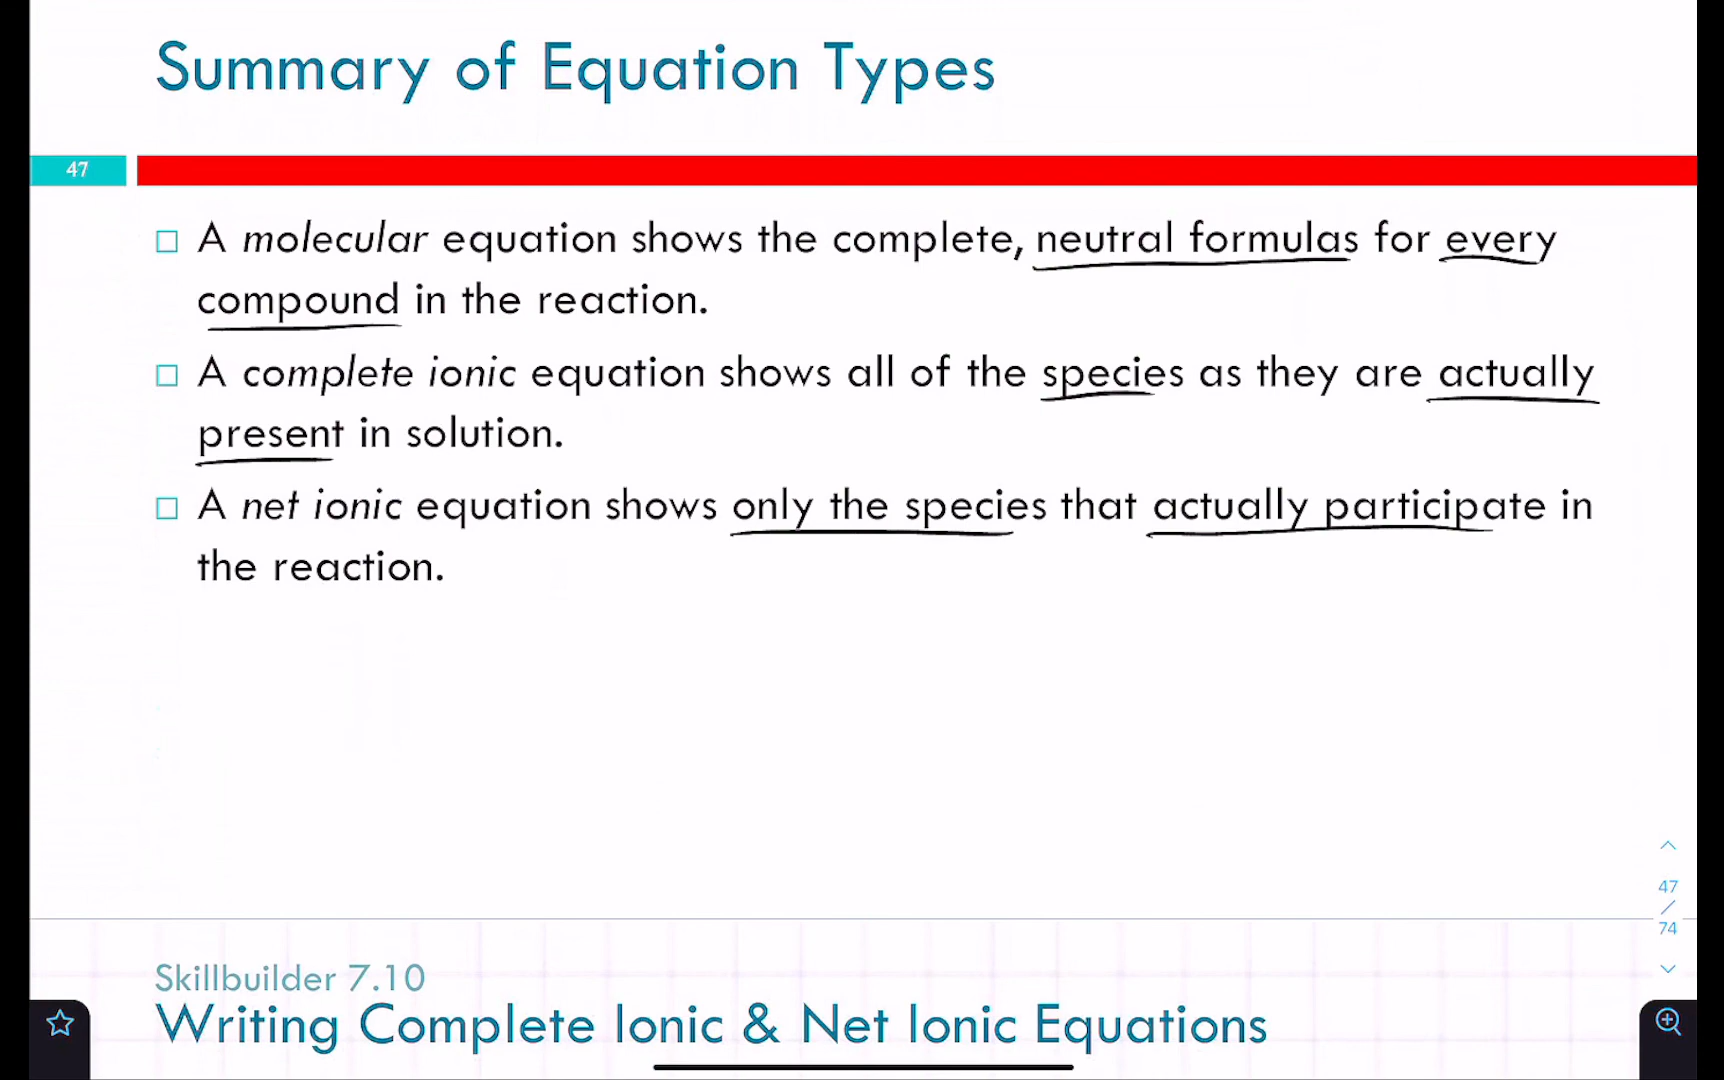 Summary of Equation Types
47
A molecular equation shows the complete, neutral formulas for every
compound in the reaction.
A complete ionic equation shows all of the species as they are actually
present in solution.
A net ionic equation shows only the species that actually participate in
the reaction.
47
/
74
Skillbuilder 7.10
Writing Complete Ionic & Net Ionic Equations